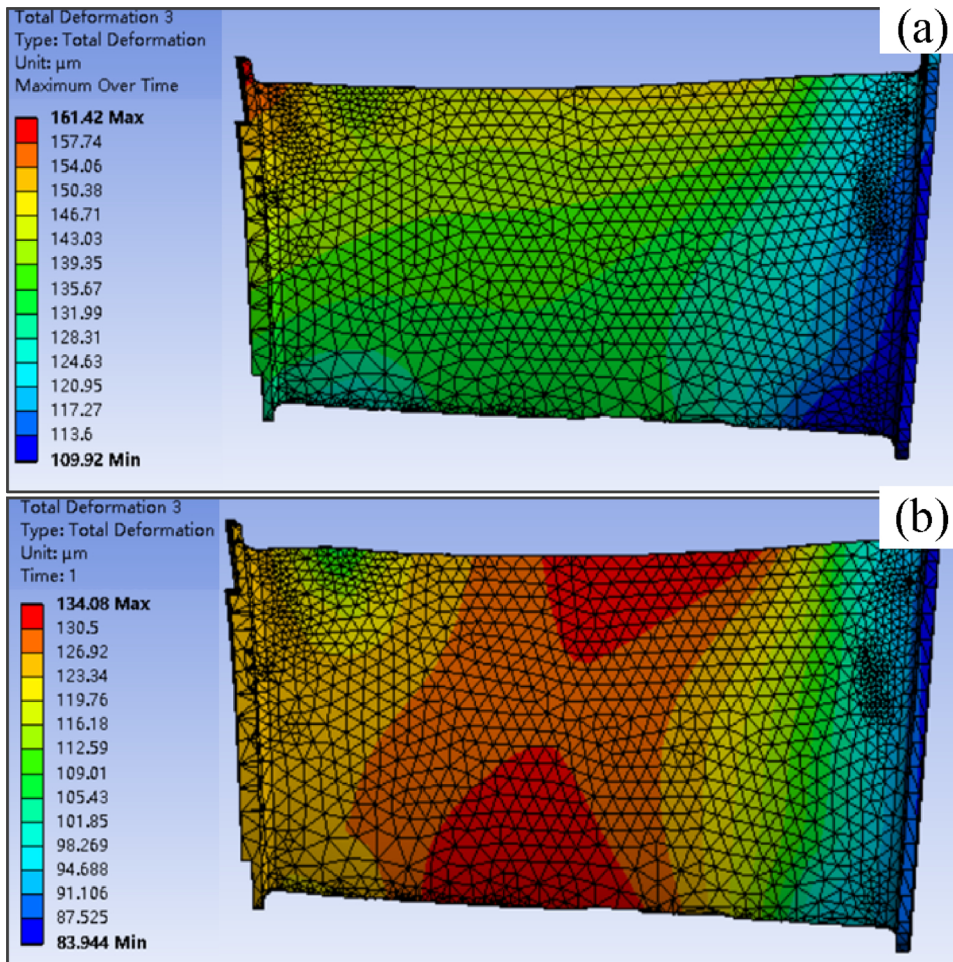 Total Deformation 3
Type: Total Deformation
Unit: µm
Maximum Over Time
161.42 Max
157.74
154.06
150.38
146.71
143.03
139.35
135.67
131.99
128.31
124.63
120.95
117.27
113.6
109.92 Min
(a)
Total Deformation 3
Type: Total Deformation
Unit: µm
Time: 1
134.08 Max
130.5
126.92
123.34
119.76
116.18
112.59
109.01
105.43
101.85
98.269
94.688
91.106
87.525
83.944 Min
(b)